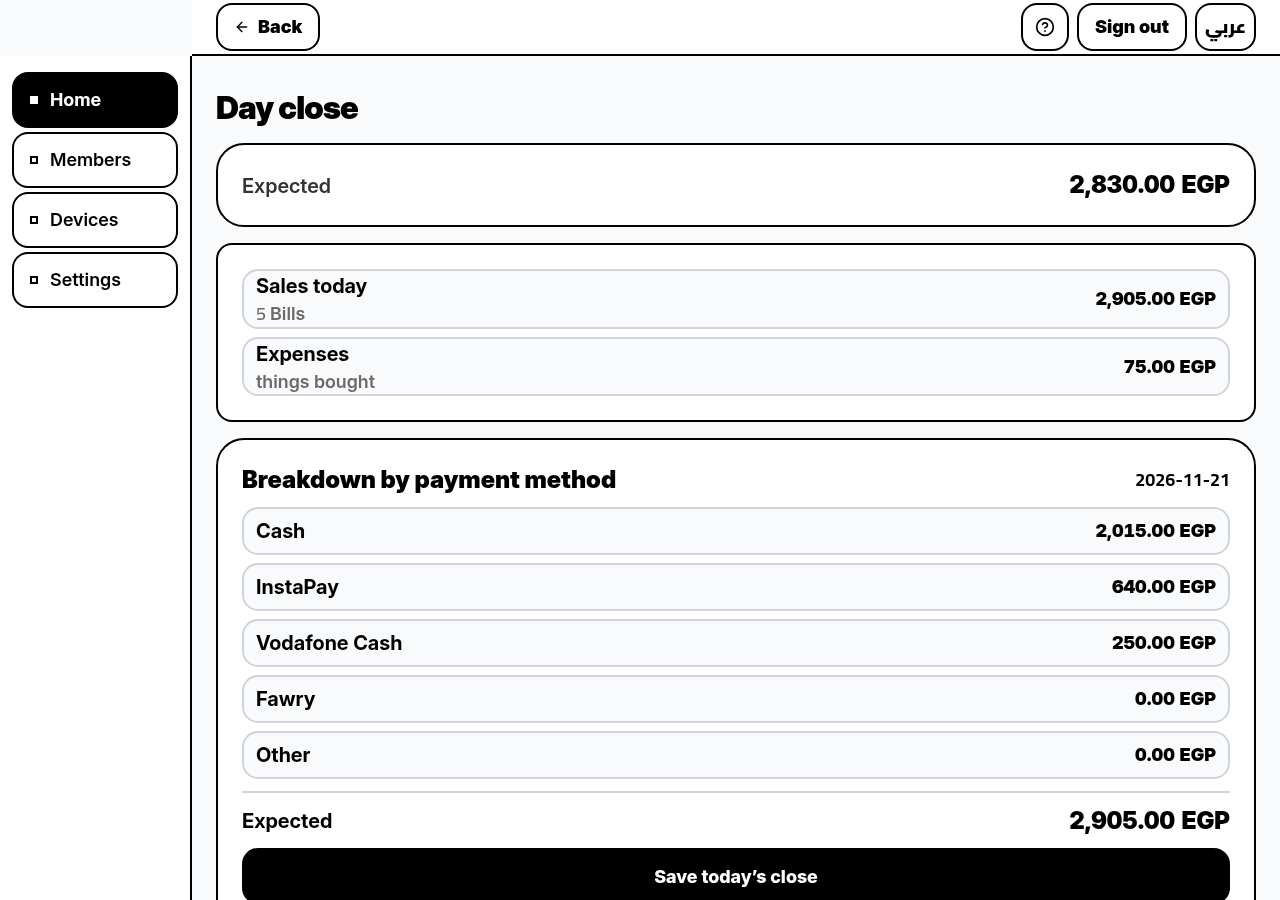 Back
Sign out
عربي
Home
Members
Devices
Settings
Day close
Expected
2,830.00 EGP
Sales today
5 Bills
2,905.00 EGP
Expenses
things bought
75.00 EGP
Breakdown by payment method
2026-11-21
Cash
2,015.00 EGP
InstaPay
640.00 EGP
Vodafone Cash
250.00 EGP
Fawry
0.00 EGP
Other
0.00 EGP
Expected
2,905.00 EGP
Save today’s close